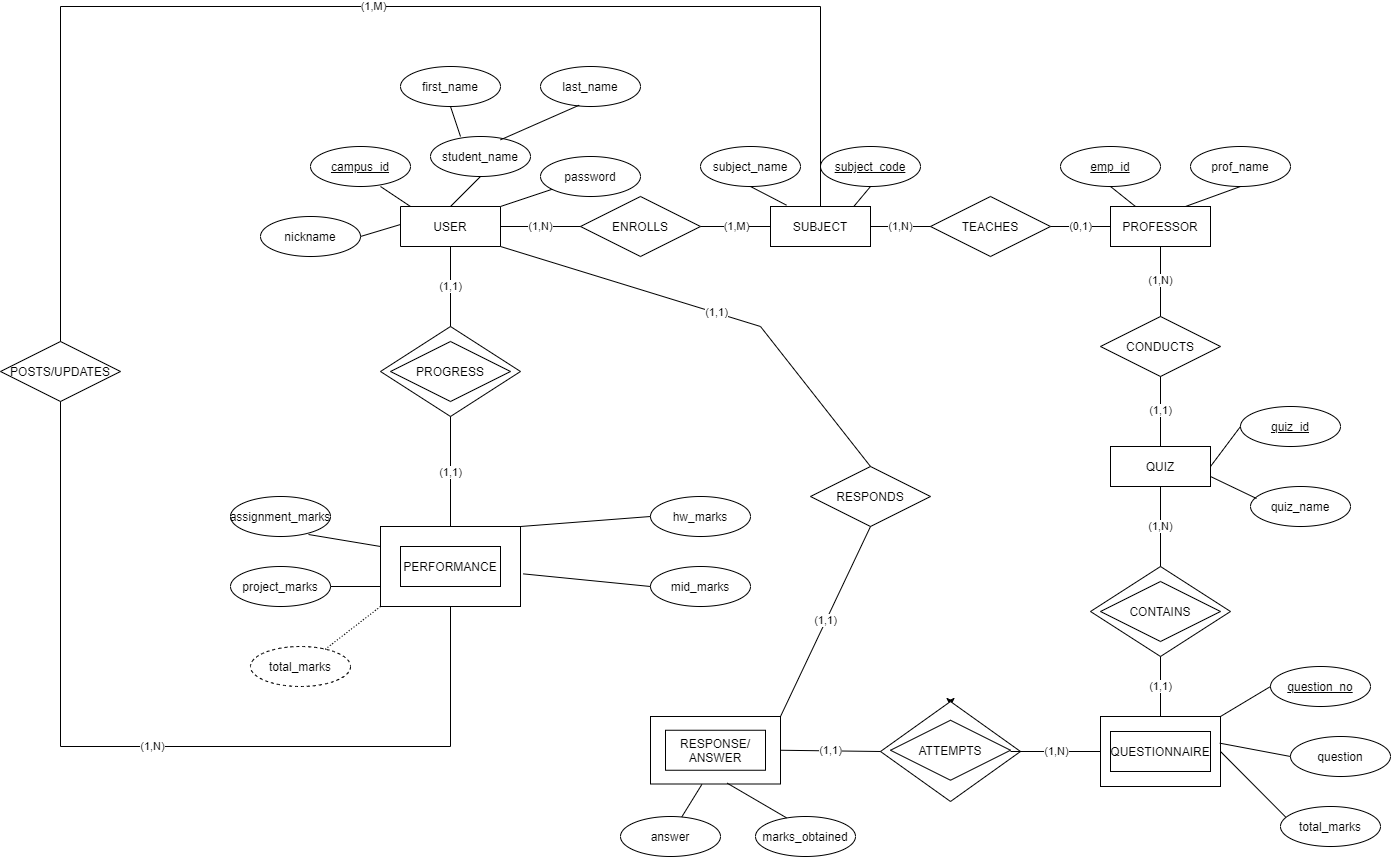 (1,M)
first_name
last_name
student_name
campus_id
password
subject_name
subject_code
emp_id
prof_name
nickname
USER
(1,N)
ENROLLS
(1,M)
SUBJECT
(1,N)
TEACHES
(0,1)
PROFESSOR
(1,1)
(1,1)
(1,N)
POSTS/UPDATES
PROGRESS
CONDUCTS
(1,1)
quiz_id
(1,1)
QUIZ
RESPONDS
quiz_name
assignment_marks
hw_marks
(1,N)
PERFORMANCE
project_marks
mid_marks
CONTAINS
(1,1)
total_marks
(1,1)
question_no
(1,N)
RESPONSE/
ANSWER
(1,1)
ATTEMPTS
(1,N)
QUESTIONNAIRE
question
answer
marks_obtained
total_marks